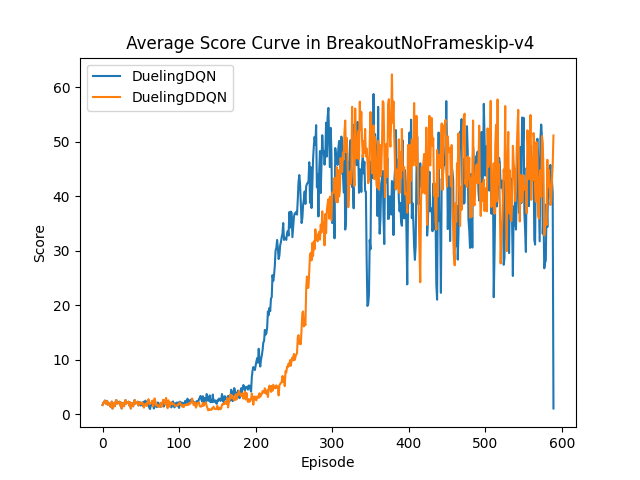 Average Score Curve in BreakoutNoFrameskip-v4
DuelingDQN
DuelingDDQN
60
50
40
30
20
10
0
Score
0 100 200 300 400 500 600
Episode